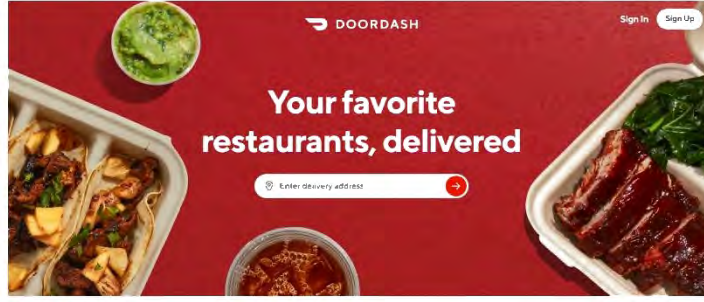 DOORDASH
Sign In
Sign Up
Your favorite
restaurants, delivered
Enter delivery address